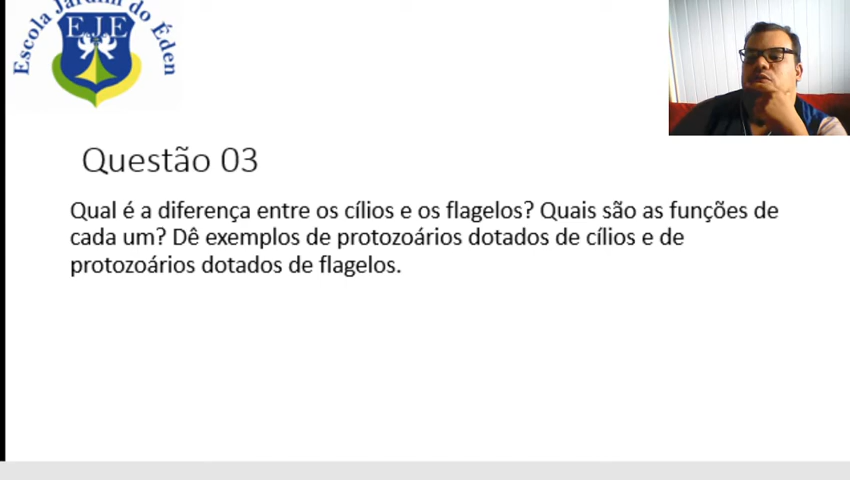 Escola Jardim do Éden
E.J.E
Questão 03
Qual é a diferença entre os cílios e os flagelos? Quais são as funções de
cada um? Dê exemplos de protozoários dotados de cílios e de
protozoários dotados de flagelos.